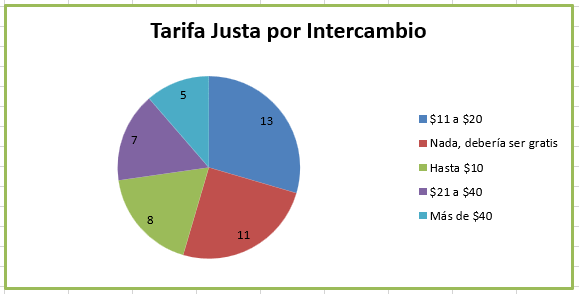 Tarifa Justa por Intercambio
5
13
7
8
11
$11 a $20
Nada, debería ser gratis
Hasta $10
$21 a $40
Más de $40